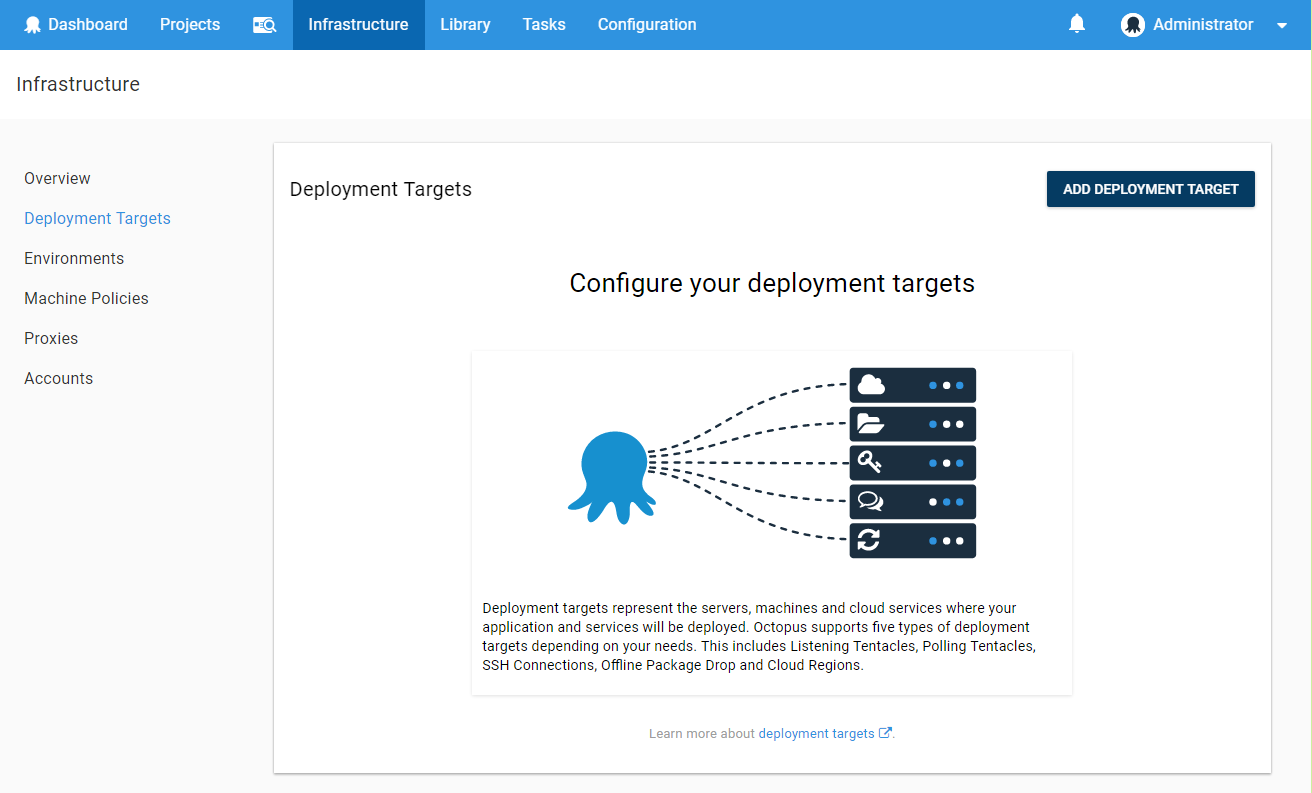 Dashboard Projects Infrastructure Library Tasks Configuration Administrator
Infrastructure
Overview
Deployment Targets
Environments
Machine Policies
Proxies
Accounts
Deployment Targets
ADD DEPLOYMENT TARGET
Configure your deployment targets
Deployment targets represent the servers, machines and cloud services where your
application and services will be deployed. Octopus supports five types of deployment
targets depending on your needs. This includes Listening Tentacles, Polling Tentacles,
SSH Connections, Offline Package Drop and Cloud Regions.
Learn more about deployment targets.